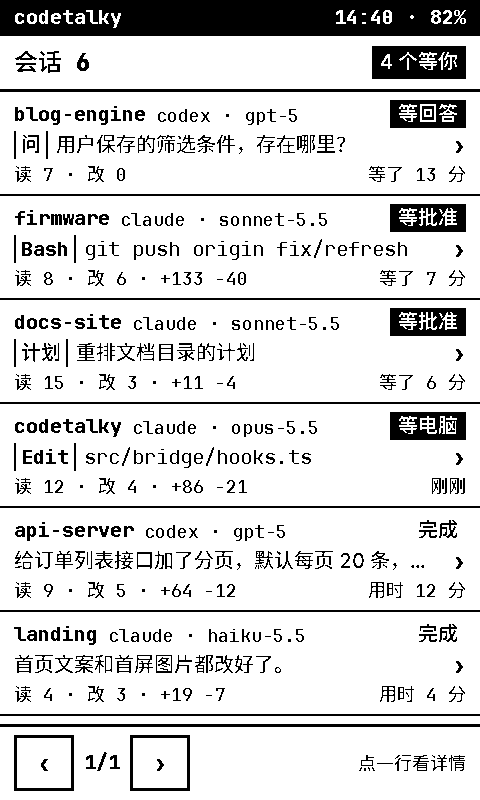 codetalky 14:40 · 82%
会话 6 4 个等你
blog-engine codex · gpt-5 等回答
问 用户保存的筛选条件，存在哪里？ ›
读 7 · 改 0 等了 13 分
firmware claude · sonnet-5.5 等批准
Bash git push origin fix/refresh ›
读 8 · 改 6 · +133 -40 等了 7 分
docs-site claude · sonnet-5.5 等批准
计划 重排文档目录的计划 ›
读 15 · 改 3 · +11 -4 等了 6 分
codetalky claude · opus-5.5 等电脑
Edit src/bridge/hooks.ts ›
读 12 · 改 4 · +86 -21 刚刚
api-server codex · gpt-5 完成
给订单列表接口加了分页，默认每页 20 条，… ›
读 9 · 改 5 · +64 -12 用时 12 分
landing claude · haiku-5.5 完成
首页文案和首屏图片都改好了。 ›
读 4 · 改 3 · +19 -7 用时 4 分
‹ 1/1 › 点一行看详情